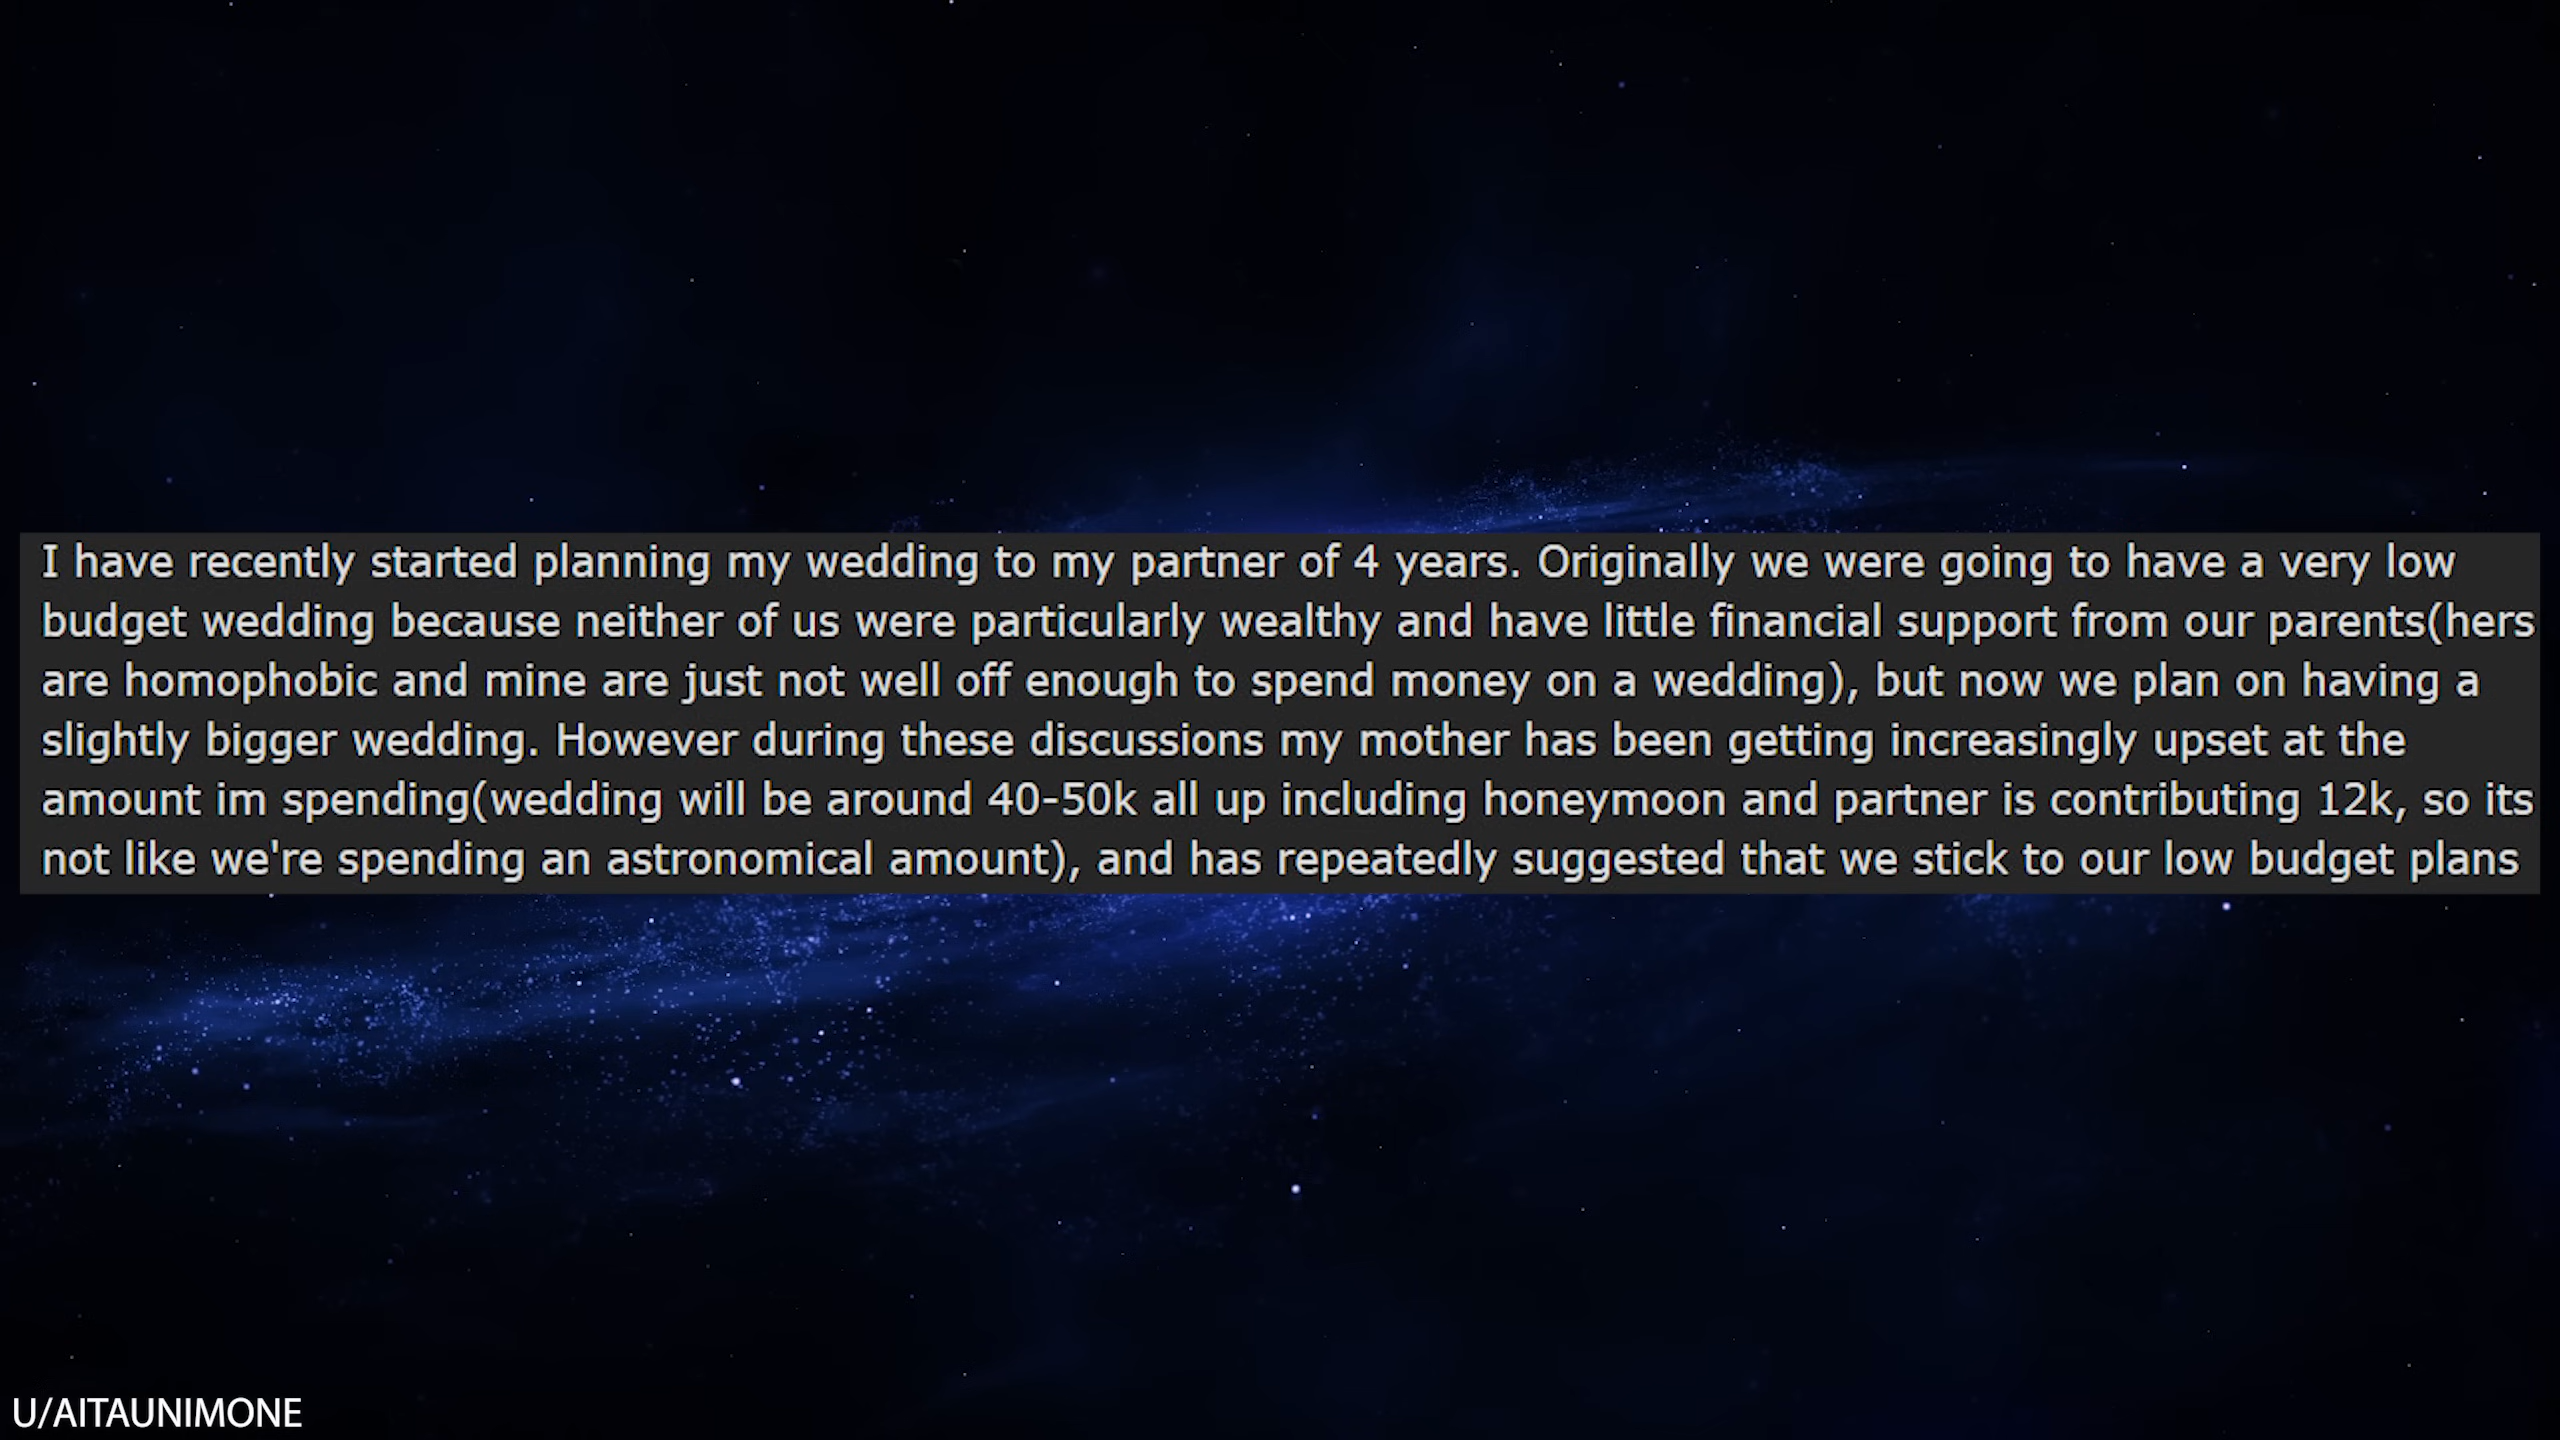 I have recently started planning my wedding to my partner of 4 years. Originally we were going to have a very low
budget wedding because neither of us were particularly wealthy and have little financial support from our parents(hers
are homophobic and mine are just not well off enough to spend money on a wedding), but now we plan on having a
slightly bigger wedding. However during these discussions my mother has been getting increasingly upset at the
amount im spending(wedding will be around 40-50k all up including honeymoon and partner is contributing 12k, so its
not like we're spending an astronomical amount), and has repeatedly suggested that we stick to our low budget plans
U/AITAUNIMONE